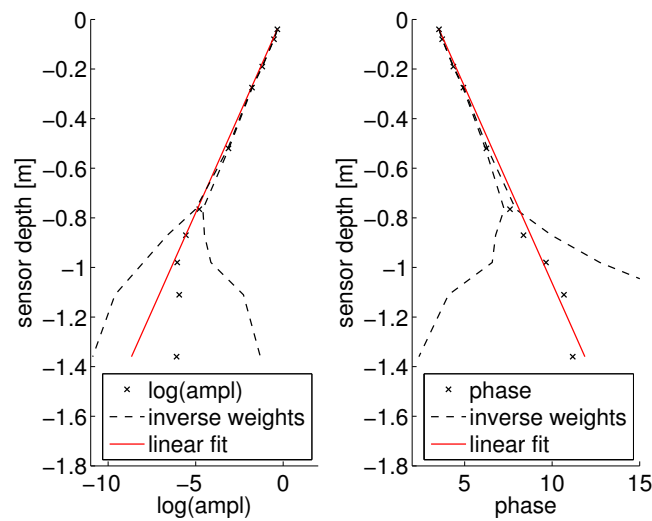 0
−0.2
−0.4
−0.6
−0.8
−1
−1.2
−1.4
−1.6
−1.8
sensor depth [m]
−10
−5
0
log(ampl)
log(ampl)
inverse weights
linear fit
0
−0.2
−0.4
−0.6
−0.8
−1
−1.2
−1.4
−1.6
−1.8
sensor depth [m]
5
10
15
phase
phase
inverse weights
linear fit